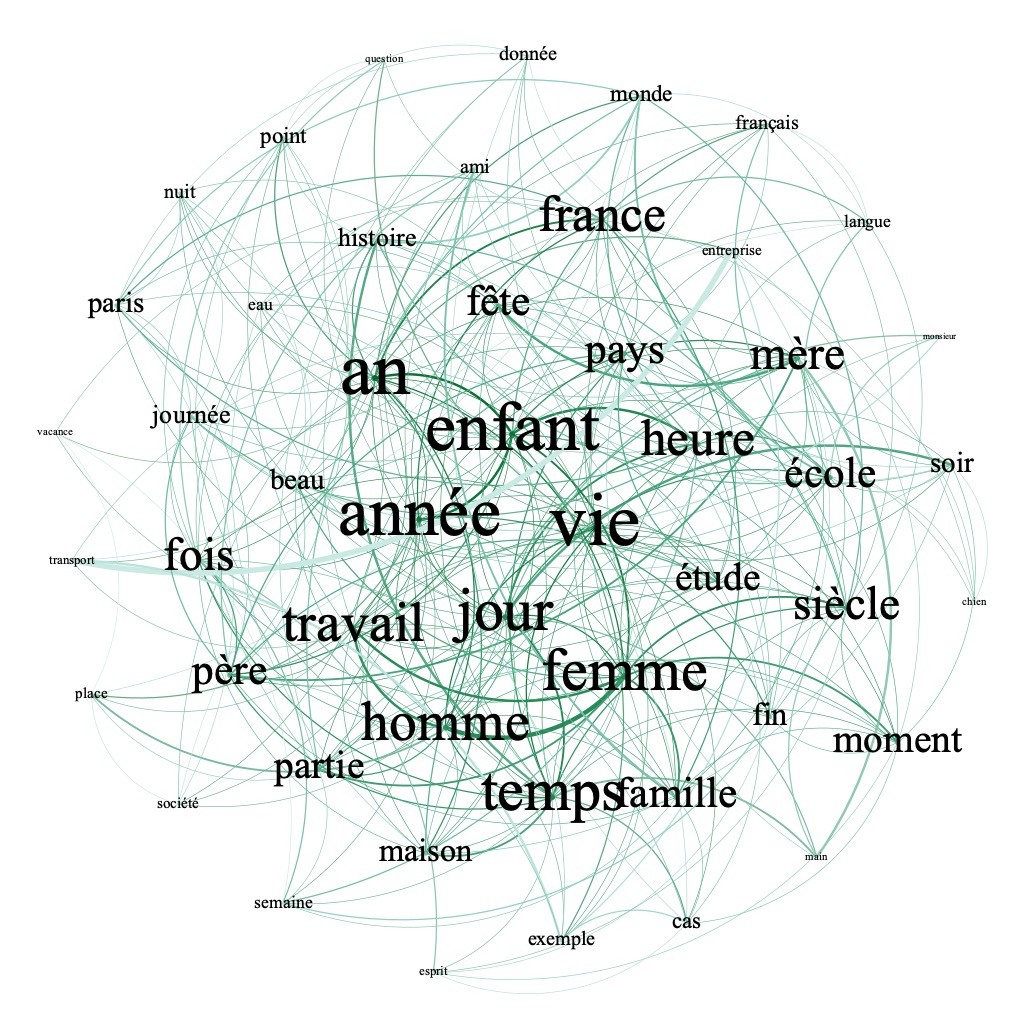 donnée
question
monde
français
point
ami
nuit
france
langue
histoire
entreprise
paris
eau
fête
monsieur
pays
mère
an
journée
vacance
enfant
heure
soir
école
beau
année
vie
fois
transport
étude
chien
siècle
travail
jour
père
femme
place
fin
homme
moment
partie
temps
famille
société
maison
main
semaine
cas
exemple
esprit